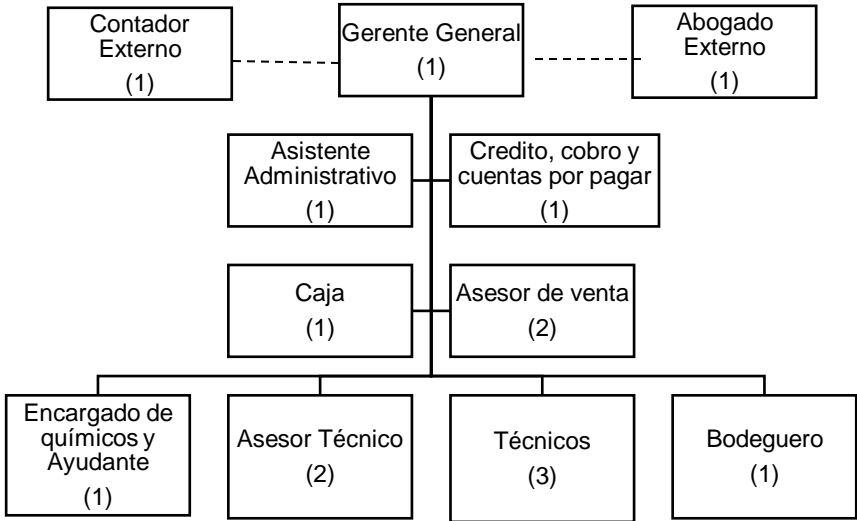 Contador
Externo
(1)
Gerente General
(1)
Abogado
Externo
(1)
Asistente
Administrativo
(1)
Credito, cobro y
cuentas por pagar
(1)
Caja
(1)
Asesor de venta
(2)
Encargado de
químicos y
Ayudante
(1)
Asesor Técnico
(2)
Técnicos
(3)
Bodeguero
(1)